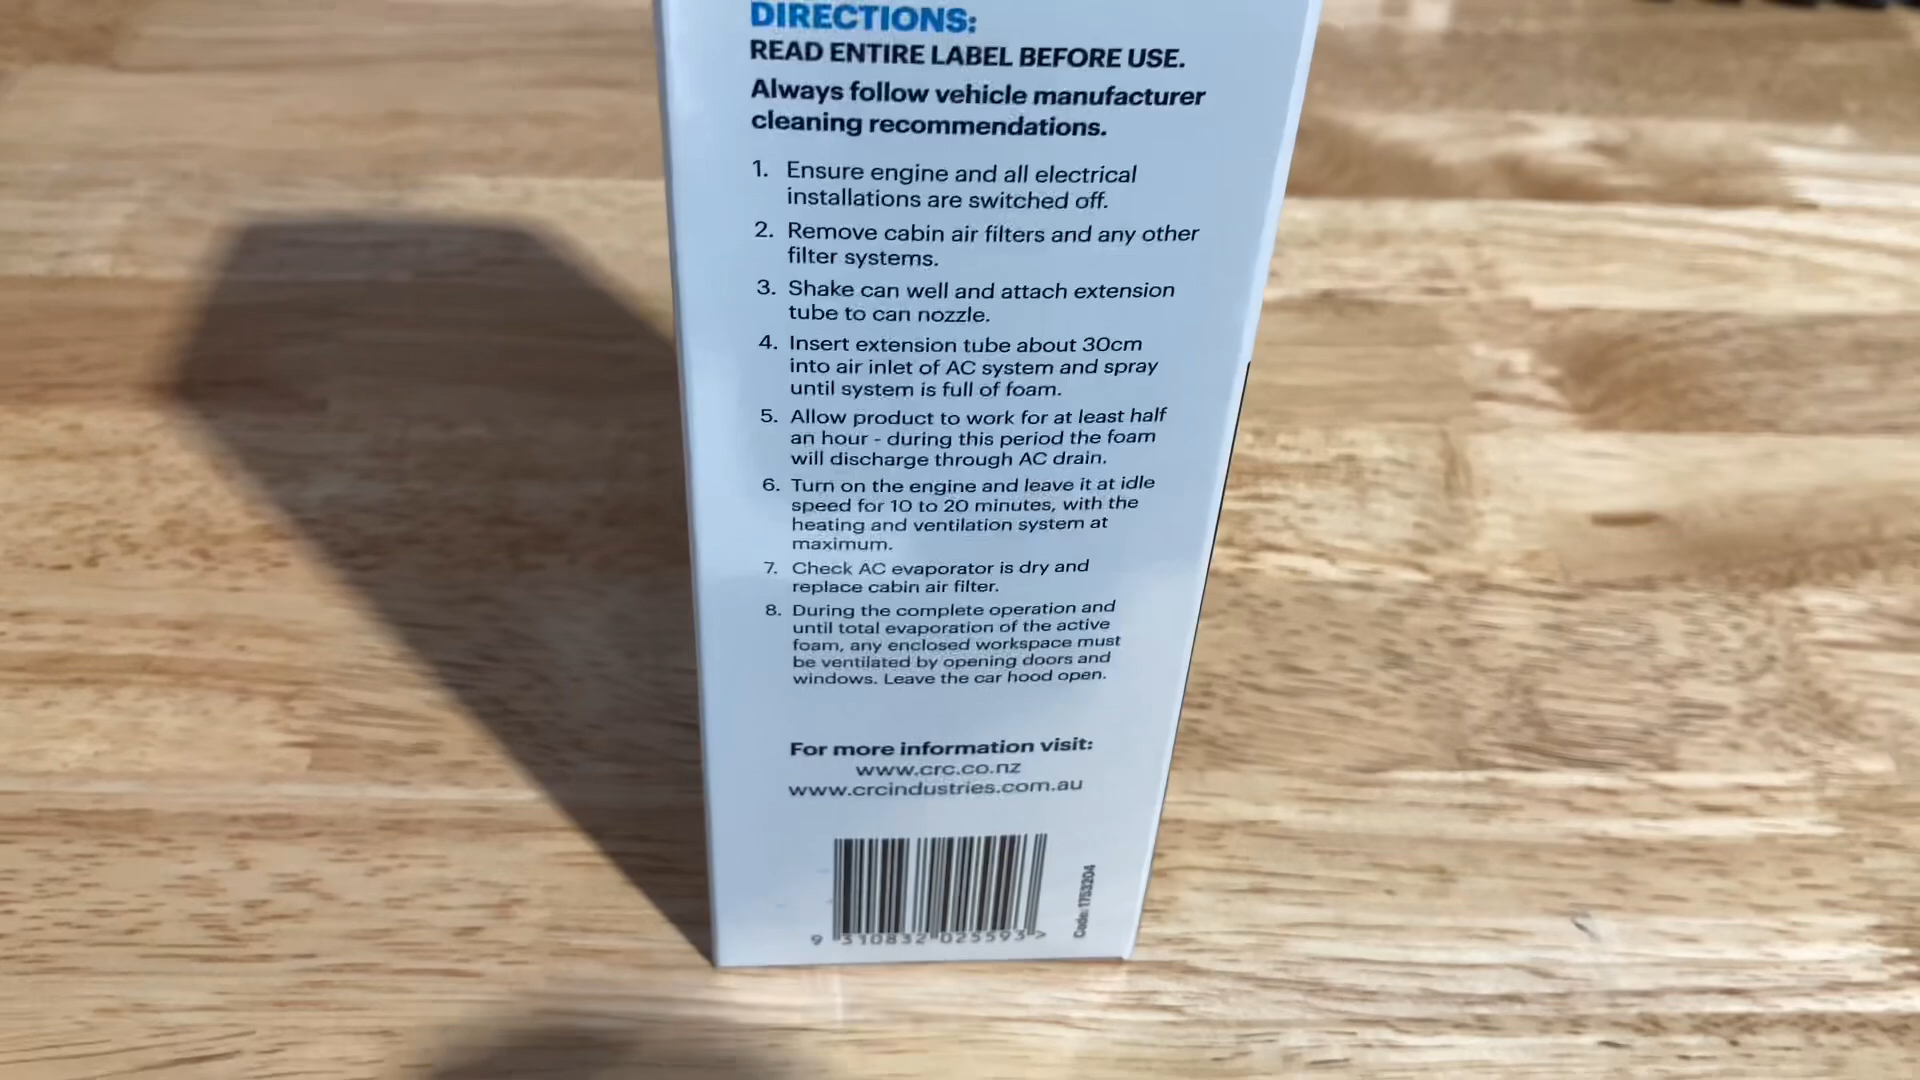 DIRECTIONS:
READ ENTIRE LABEL BEFORE USE.
Always follow vehicle manufacturer
cleaning recommendations.
1. Ensure engine and all electrical
installations are switched off.
2. Remove cabin air filters and any other
filter systems.
3. Shake can well and attach extension
tube to can nozzle.
4. Insert extension tube about 30cm
into air inlet of AC system and spray
until system is full of foam.
5. Allow product to work for at least half
an hour - during this period the foam
will discharge through AC drain.
6. Turn on the engine and leave it at idle
speed for 10 to 20 minutes, with the
heating and ventilation system at
maximum.
7. Check AC evaporator is dry and
replace cabin air filter.
8. During the complete operation and
until total evaporation of the active
foam, any enclosed workspace must
be ventilated by opening doors and
windows. Leave the car hood open.
For more information visit:
www.crc.co.nz
www.crcindustries.com.au
9 310832 025593 >
Code: 1753204